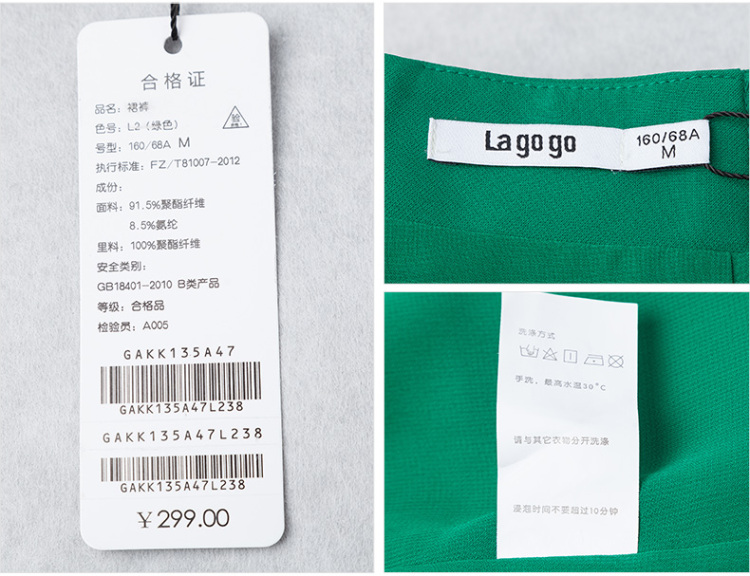 合格证
品名: 裙裤
色号: L2 (绿色)
号型: 160/68A M
执行标准: FZ/T81007-2012
成份:
面料: 91.5%聚酯纤维
8.5%氨纶
里料: 100%聚酯纤维
安全类别:
GB18401-2010 B类产品
等级: 合格品
检验员: A005
GAKK135A47
GAKK135A47L238
GAKK135A47L238
GAKK135A47L238
¥299.00
Lagogo
160/68A
M
洗涤方式
手洗、最高水温30°C
请与其它衣物分开洗涤
浸泡时间不要超过10分钟